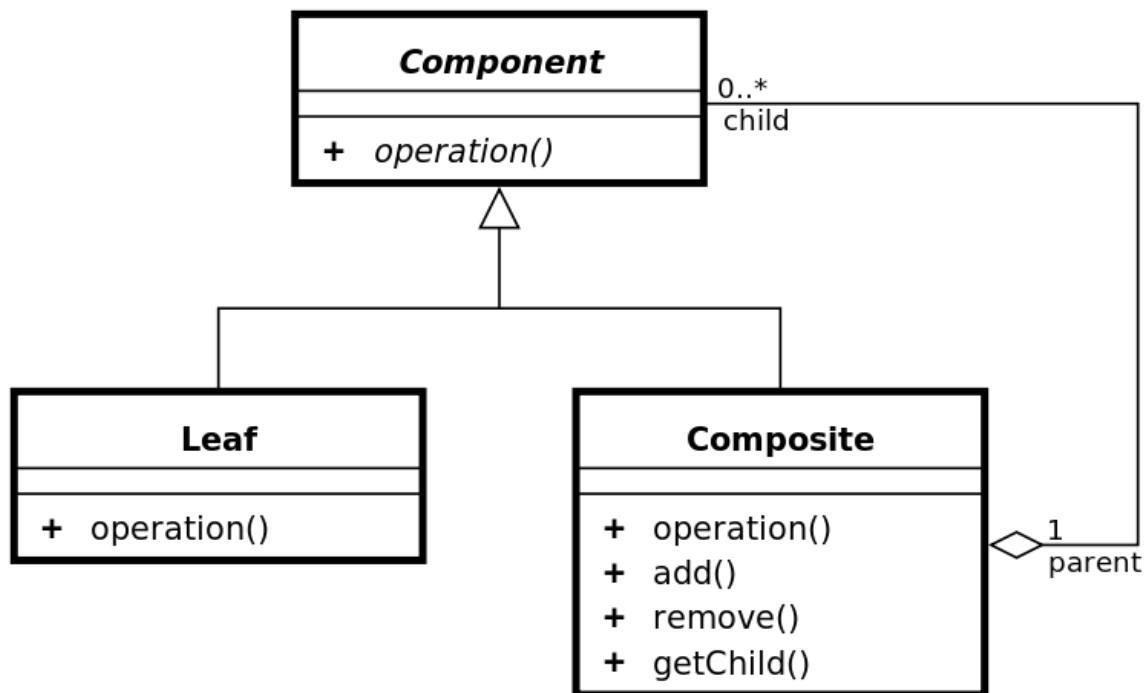 Component
0..*
child
+ operation()
Leaf
+ operation()
Composite
+ operation()
+ add()
+ remove()
+ getChild()
1
parent